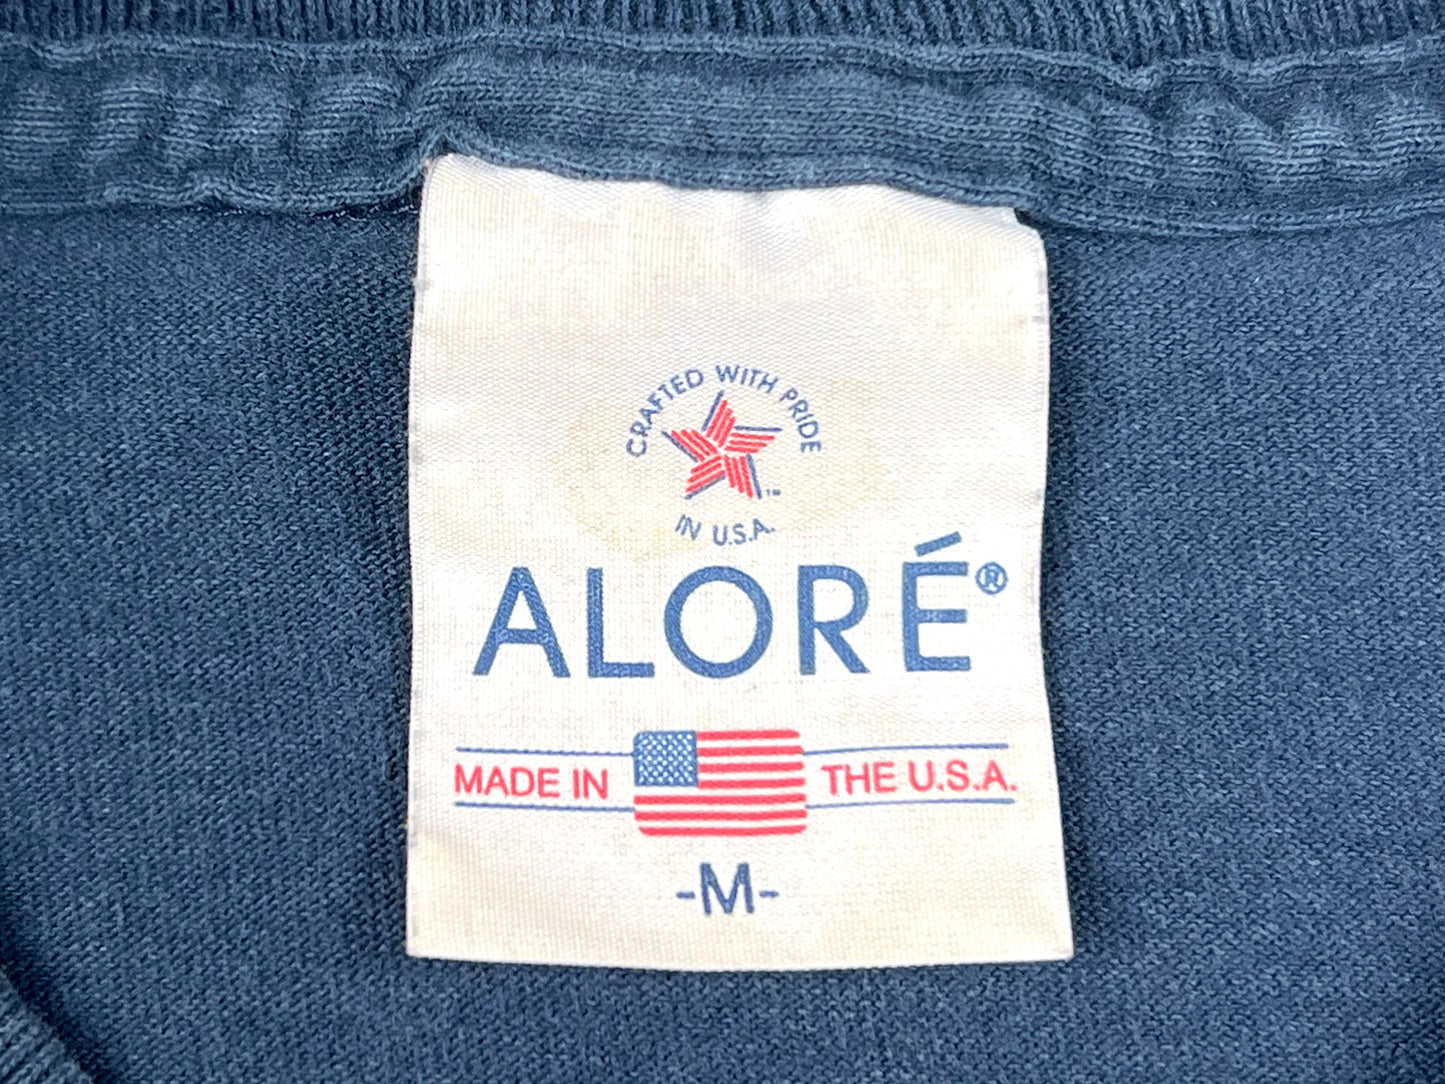 CRAFTED WITH PRIDE
™
IN U.S.A.
ALORÉ®
MADE IN THE U.S.A.
-M-